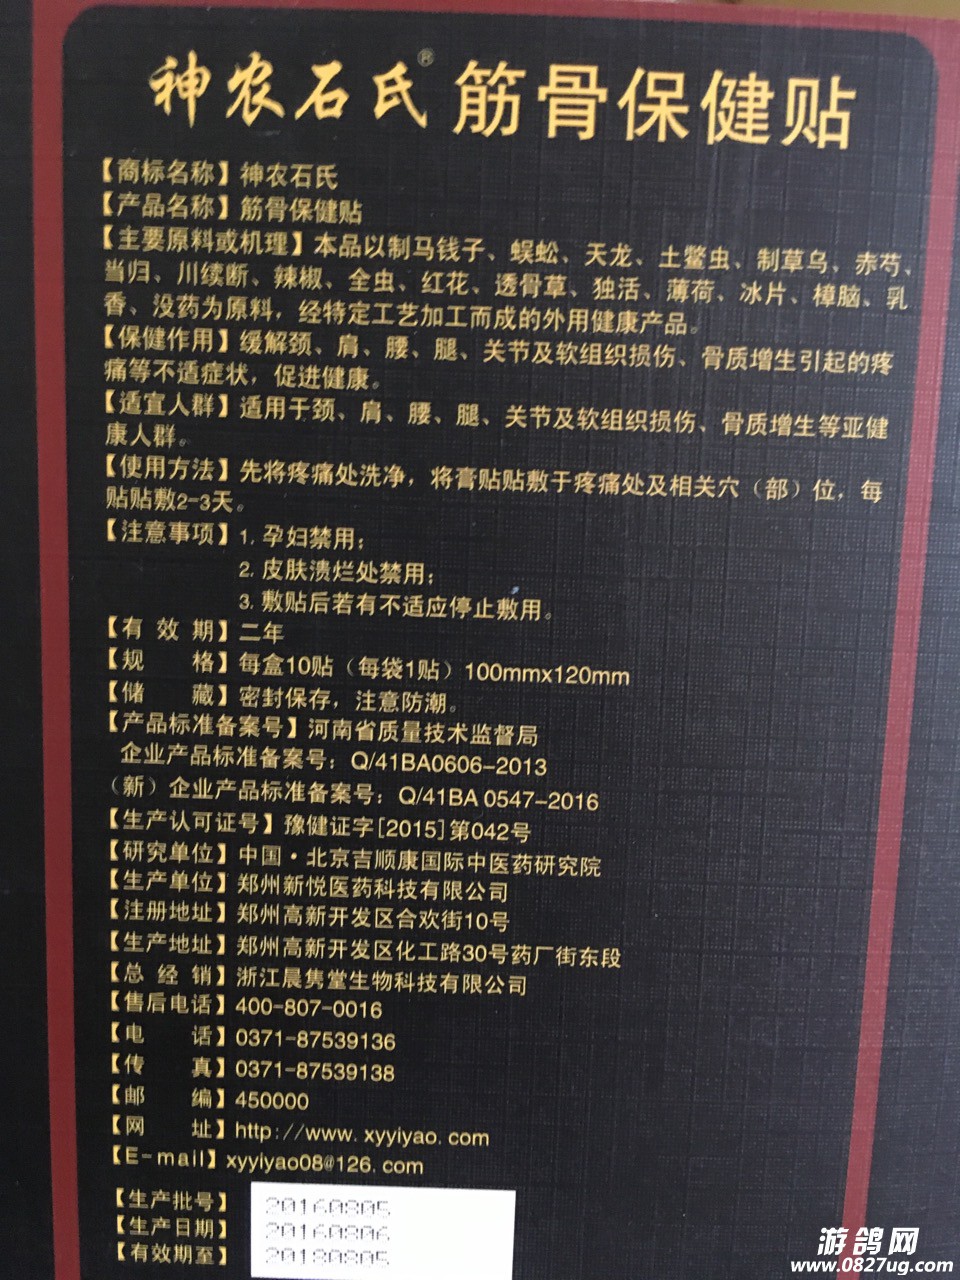 神农石氏® 筋骨保健贴
【商标名称】神农石氏
【产品名称】筋骨保健贴
【主要原料或机理】本品以制马钱子、蜈蚣、天龙、土鳖虫、制草乌、赤芍、
当归、川续断、辣椒、全虫、红花、透骨草、独活、薄荷、冰片、樟脑、乳
香、没药为原料，经特定工艺加工而成的外用健康产品。
【保健作用】缓解颈、肩、腰、腿、关节及软组织损伤、骨质增生引起的疼
痛等不适症状，促进健康。
【适宜人群】适用于颈、肩、腰、腿、关节及软组织损伤、骨质增生等亚健
康人群。
【使用方法】先将疼痛处洗净，将膏贴贴敷于疼痛处及相关穴（部）位，每
贴贴敷2-3天。
【注意事项】1. 孕妇禁用；
2. 皮肤溃烂处禁用；
3. 敷贴后若有不适应停止敷用。
【有 效 期】二年
【规 格】每盒10贴（每袋1贴）100mmx120mm
【储 藏】密封保存，注意防潮。
【产品标准备案号】河南省质量技术监督局
企业产品标准备案号：Q/41BA0606-2013
（新）企业产品标准备案号：Q/41BA 0547-2016
【生产认可证号】豫健证字[2015]第042号
【研究单位】中国·北京吉顺康国际中医药研究院
【生产单位】郑州新悦医药科技有限公司
【注册地址】郑州高新开发区合欢街10号
【生产地址】郑州高新开发区化工路30号药厂街东段
【总 经 销】浙江晨隽堂生物科技有限公司
【售后电话】400-807-0016
【电 话】0371-87539136
【传 真】0371-87539138
【邮 编】450000
【网 址】http://www.xyyiyao.com
【E-mail】xyyiyao08@126.com
【生产批号】20160805
【生产日期】20160806
【有效期至】20180805
游鸽网
www.0827ug.com